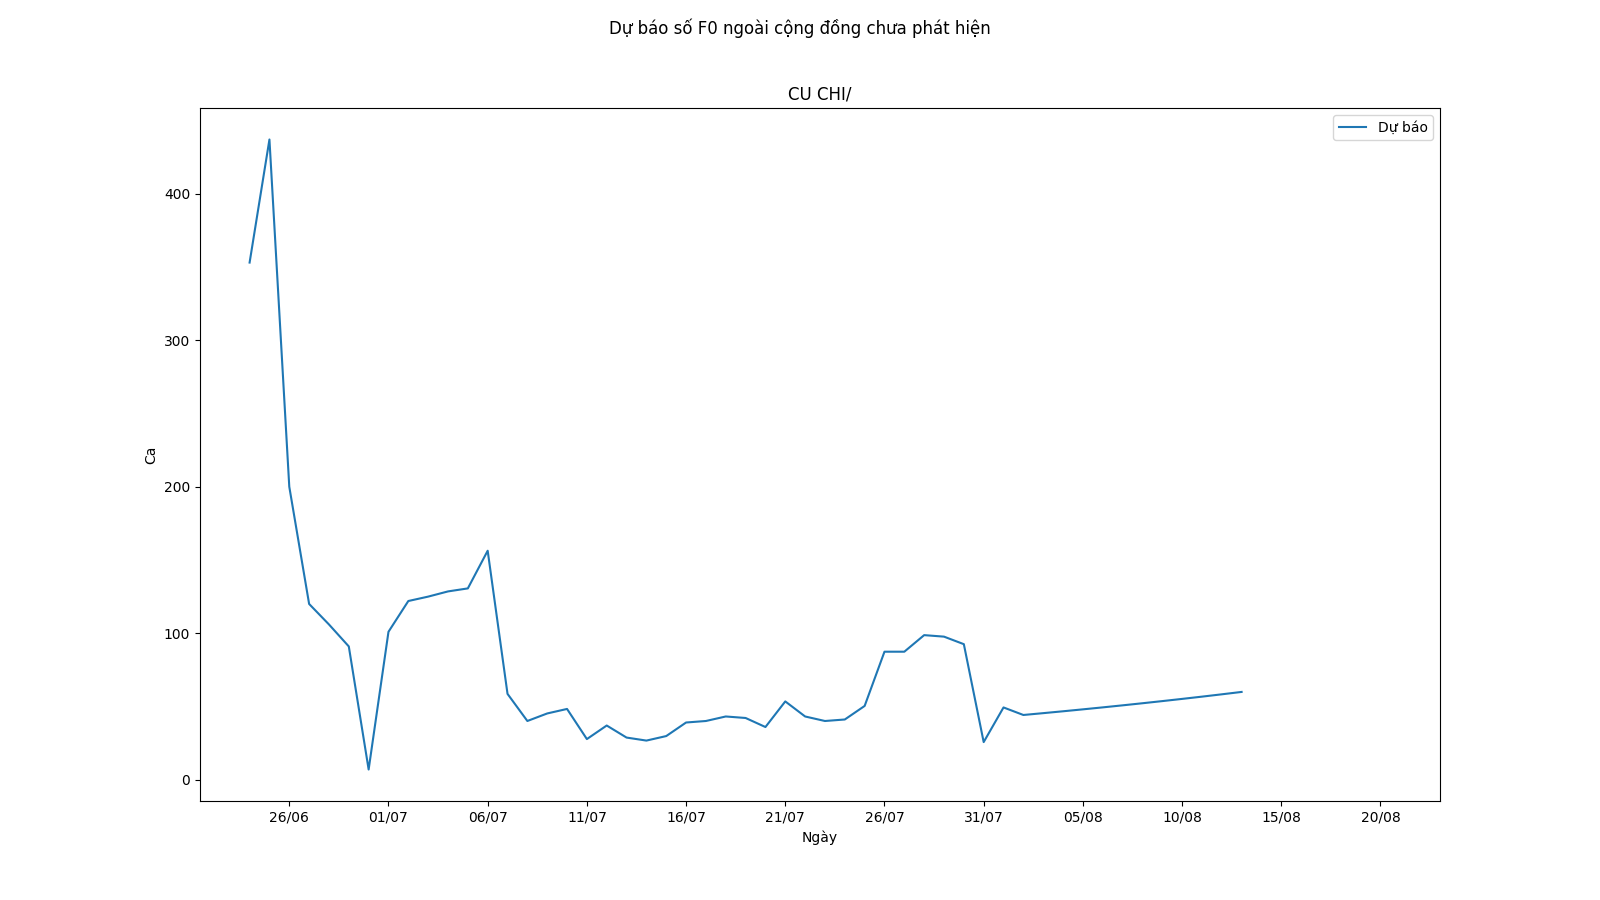 Dự báo số F0 ngoài cộng đồng chưa phát hiện
CU CHI/
Dự báo
400
300
200
100
0
Ca
26/06 01/07 06/07 11/07 16/07 21/07 26/07 31/07 05/08 10/08 15/08 20/08
Ngày